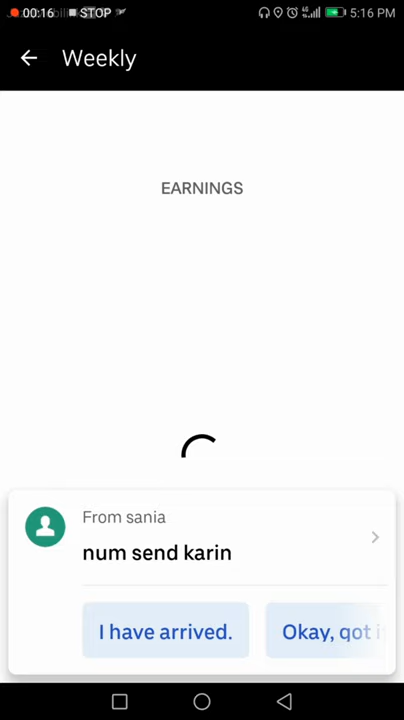 00:16 STOP 5:16 PM
Weekly
EARNINGS
From sania
num send karin
I have arrived. Okay, got